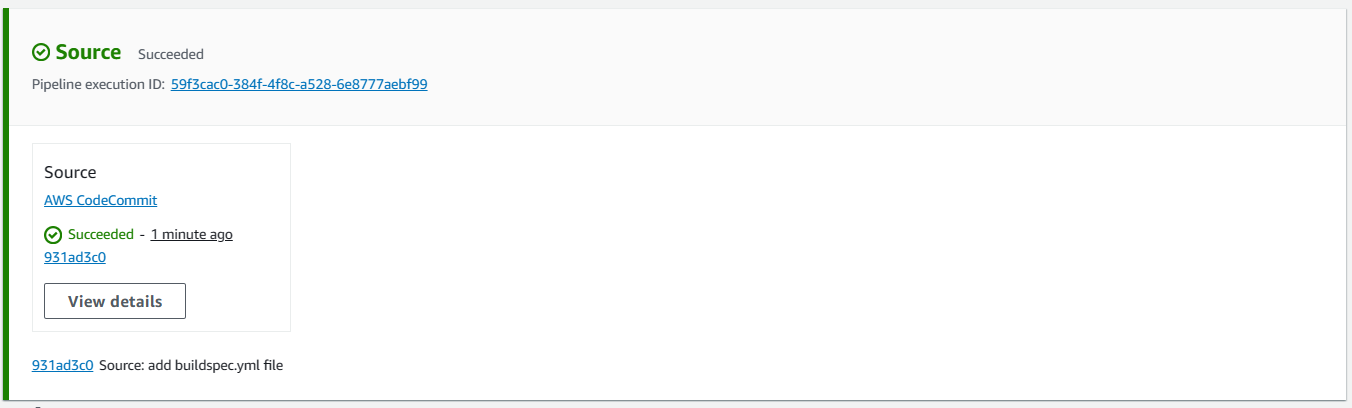 Source Succeeded
Pipeline execution ID: 59f3cac0-384f-4f8c-a528-6e8777aebf99
Source
AWS CodeCommit
Succeeded - 1 minute ago
931ad3c0
View details
931ad3c0 Source: add buildspec.yml file